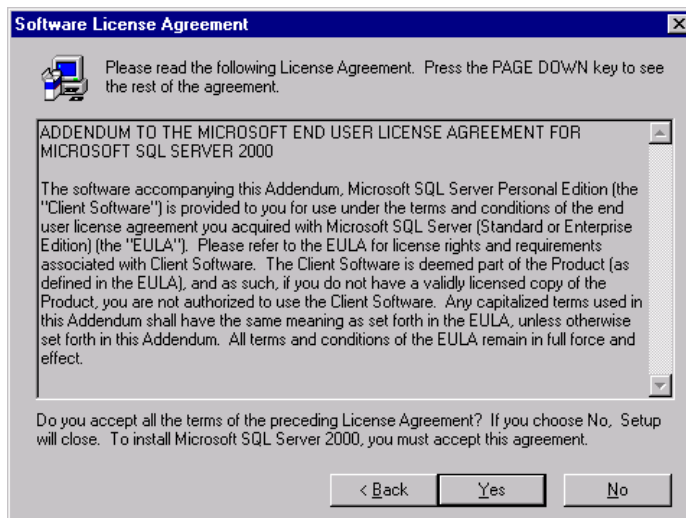 Software License Agreement
Please read the following License Agreement.  Press the PAGE DOWN key to see
the rest of the agreement.
ADDENDUM TO THE MICROSOFT END USER LICENSE AGREEMENT FOR
MICROSOFT SQL SERVER 2000
The software accompanying this Addendum, Microsoft SQL Server Personal Edition (the
"Client Software") is provided to you for use under the terms and conditions of the end
user license agreement you acquired with Microsoft SQL Server (Standard or Enterprise
Edition) (the "EULA").  Please refer to the EULA for license rights and requirements
associated with Client Software.  The Client Software is deemed part of the Product (as
defined in the EULA), and as such, if you do not have a validly licensed copy of the
Product, you are not authorized to use the Client Software.  Any capitalized terms used in
this Addendum shall have the same meaning as set forth in the EULA, unless otherwise
set forth in this Addendum.  All terms and conditions of the EULA remain in full force and
effect.
Do you accept all the terms of the preceding License Agreement?  If you choose No,  Setup
will close.  To install Microsoft SQL Server 2000, you must accept this agreement.
< Back
Yes
No